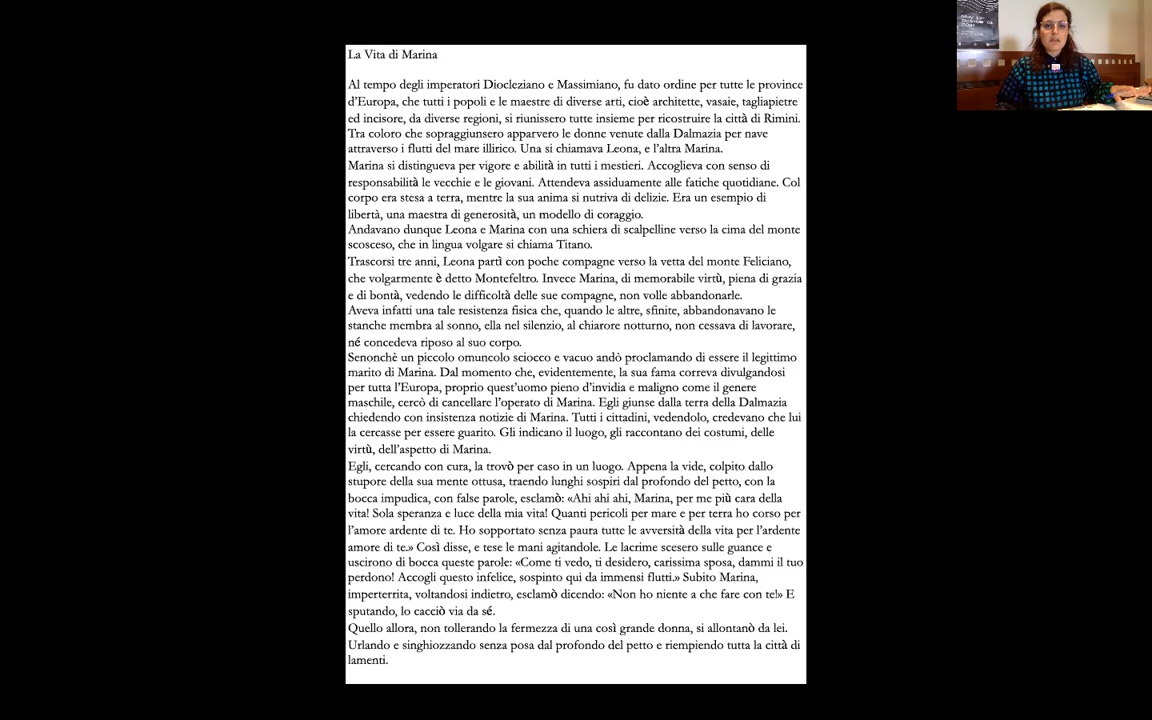 La Vita di Marina
Al tempo degli imperatori Diocleziano e Massimiano, fu dato ordine per tutte le province
d'Europa, che tutti i popoli e le maestre di diverse arti, cioè architette, vasaie, tagliapietre
ed incisore, da diverse regioni, si riunissero tutte insieme per ricostruire la città di Rimini.
Tra coloro che sopraggiunsero apparvero le donne venute dalla Dalmazia per nave
attraverso i flutti del mare illirico. Una si chiamava Leona, e l'altra Marina.
Marina si distingueva per vigore e abilità in tutti i mestieri. Accoglieva con senso di
responsabilità le vecchie e le giovani. Attendeva assiduamente alle fatiche quotidiane. Col
corpo era stesa a terra, mentre la sua anima si nutriva di delizie. Era un esempio di
libertà, una maestra di generosità, un modello di coraggio.
Andavano dunque Leona e Marina con una schiera di scalpelline verso la cima del monte
scosceso, che in lingua volgare si chiama Titano.
Trascorsi tre anni, Leona partì con poche compagne verso la vetta del monte Feliciano,
che volgarmente è detto Montefeltro. Invece Marina, di memorabile virtù, piena di grazia
e di bontà, vedendo le difficoltà delle sue compagne, non volle abbandonarle.
Aveva infatti una tale resistenza fisica che, quando le altre, sfinite, abbandonavano le
stanche membra al sonno, ella nel silenzio, al chiarore notturno, non cessava di lavorare,
né concedeva riposo al suo corpo.
Senonchè un piccolo omuncolo sciocco e vacuo andò proclamando di essere il legittimo
marito di Marina. Dal momento che, evidentemente, la sua fama correva divulgandosi
per tutta l'Europa, proprio quest'uomo pieno d'invidia e maligno come il genere
maschile, cercò di cancellare l'operato di Marina. Egli giunse dalla terra della Dalmazia
chiedendo con insistenza notizie di Marina. Tutti i cittadini, vedendolo, credevano che lui
la cercasse per essere guarito. Gli indicano il luogo, gli raccontano dei costumi, delle
virtù, dell'aspetto di Marina.
Egli, cercando con cura, la trovò per caso in un luogo. Appena la vide, colpito dallo
stupore della sua mente ottusa, traendo lunghi sospiri dal profondo del petto, con la
bocca impudica, con false parole, esclamò: «Ahi ahi ahi, Marina, per me più cara della
vita! Sola speranza e luce della mia vita! Quanti pericoli per mare e per terra ho corso per
l'amore ardente di te. Ho sopportato senza paura tutte le avversità della vita per l'ardente
amore di te.» Così disse, e tese le mani agitandole. Le lacrime scesero sulle guance e
uscirono di bocca queste parole: «Come ti vedo, ti desidero, carissima sposa, dammi il tuo
perdono! Accogli questo infelice, sospinto qui da immensi flutti.» Subito Marina,
imperterrita, voltandosi indietro, esclamò dicendo: «Non ho niente a che fare con te!» E
sputando, lo cacciò via da sé.
Quello allora, non tollerando la fermezza di una così grande donna, si allontanò da lei.
Urlando e singhiozzando senza posa dal profondo del petto e riempiendo tutta la città di
lamenti.